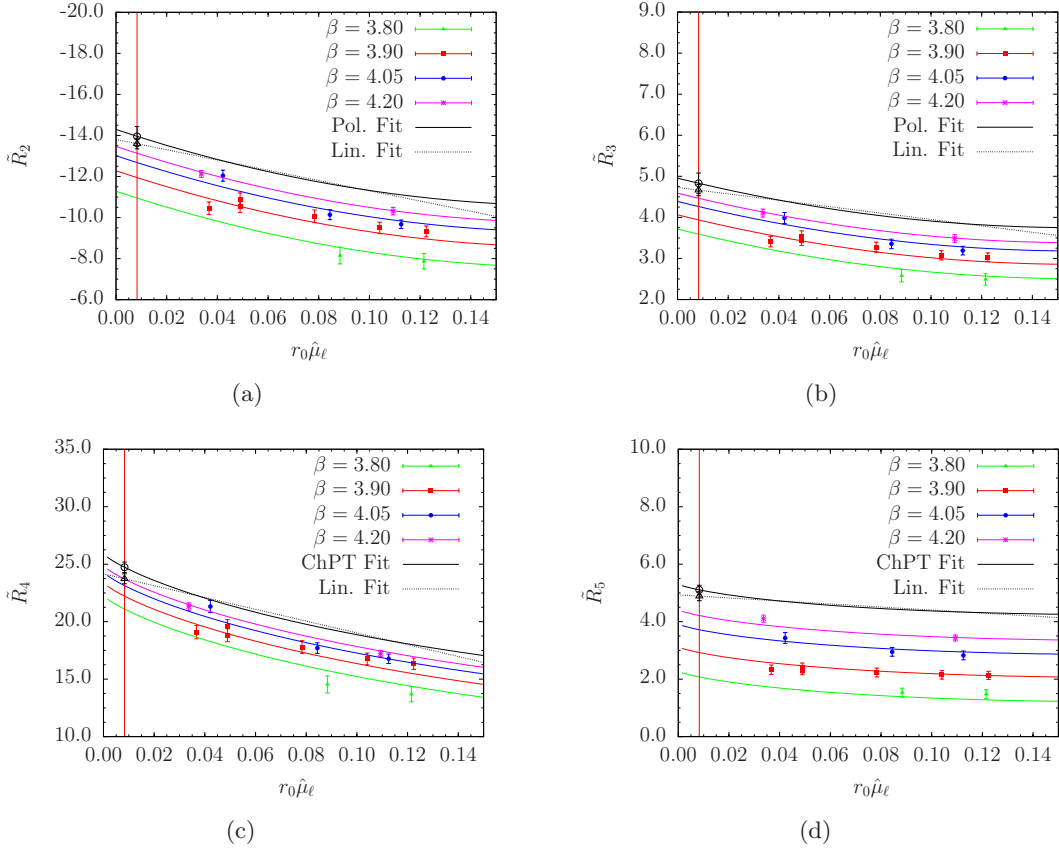 -20.0
-18.0
-16.0
-14.0
-12.0
-10.0
-8.0
-6.0
0.00 0.02 0.04 0.06 0.08 0.10 0.12 0.14
R̃₂
r₀μ̂_ℓ
β = 3.80
β = 3.90
β = 4.05
β = 4.20
Pol. Fit
Lin. Fit
(a)
9.0
8.0
7.0
6.0
5.0
4.0
3.0
2.0
0.00 0.02 0.04 0.06 0.08 0.10 0.12 0.14
R̃₃
r₀μ̂_ℓ
β = 3.80
β = 3.90
β = 4.05
β = 4.20
Pol. Fit
Lin. Fit
(b)
35.0
30.0
25.0
20.0
15.0
10.0
0.00 0.02 0.04 0.06 0.08 0.10 0.12 0.14
R̃₄
r₀μ̂_ℓ
β = 3.80
β = 3.90
β = 4.05
β = 4.20
ChPT Fit
Lin. Fit
(c)
10.0
8.0
6.0
4.0
2.0
0.0
0.00 0.02 0.04 0.06 0.08 0.10 0.12 0.14
R̃₅
r₀μ̂_ℓ
β = 3.80
β = 3.90
β = 4.05
β = 4.20
ChPT Fit
Lin. Fit
(d)